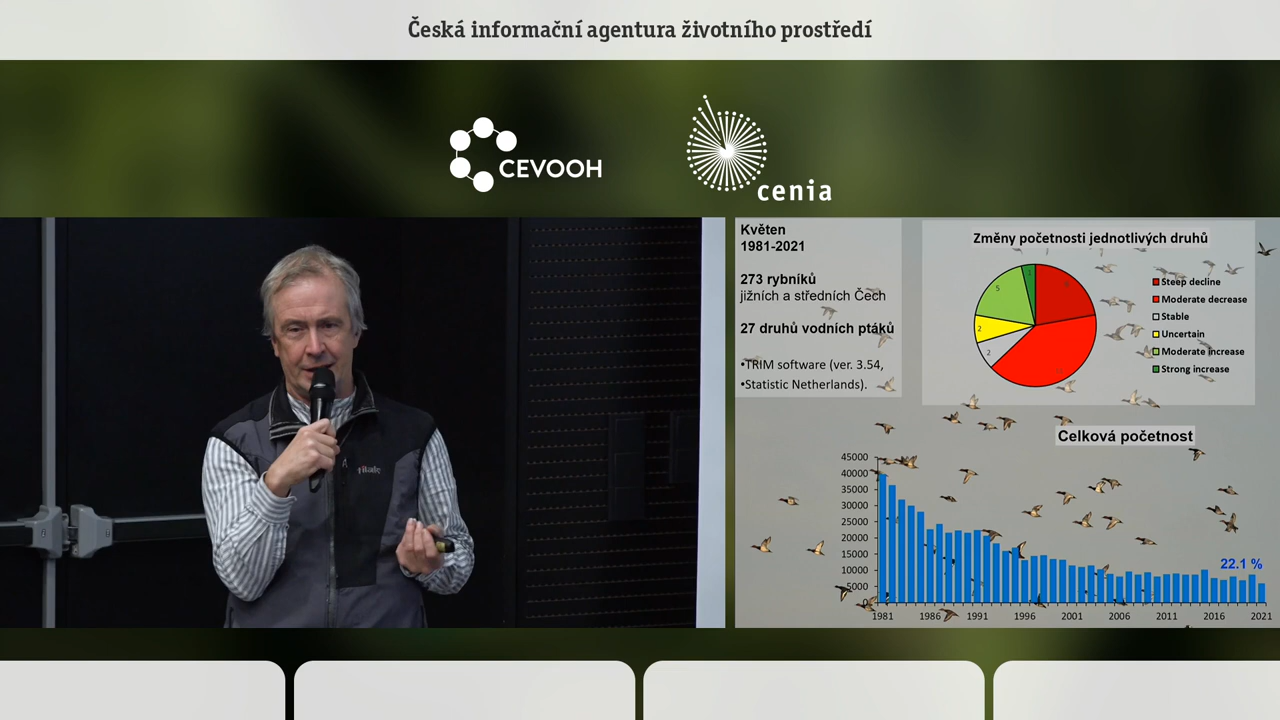 Česká informační agentura životního prostředí
CEVOOH
cenia
Květen
1981-2021
273 rybníků
jižních a středních Čech
27 druhů vodních ptáků
•TRIM software (ver. 3.54,
•Statistic Netherlands).
Změny početnosti jednotlivých druhů
5
2
2
Steep decline
Moderate decrease
Stable
Uncertain
Moderate increase
Strong increase
Celková početnost
45000
40000
35000
30000
25000
20000
15000
10000
5000
0
22.1 %
1981 1986 1991 1996 2001 2006 2011 2016 2021